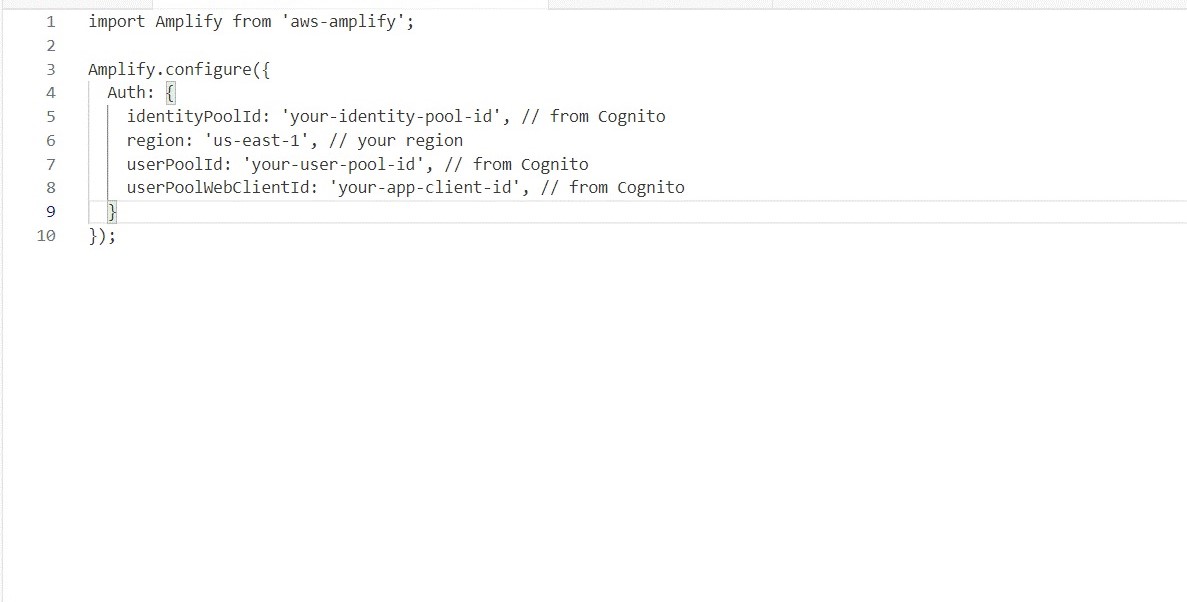 1 import Amplify from 'aws-amplify';
2
3 Amplify.configure({
4   Auth: {
5     identityPoolId: 'your-identity-pool-id', // from Cognito
6     region: 'us-east-1', // your region
7     userPoolId: 'your-user-pool-id', // from Cognito
8     userPoolWebClientId: 'your-app-client-id', // from Cognito
9   }
10 });